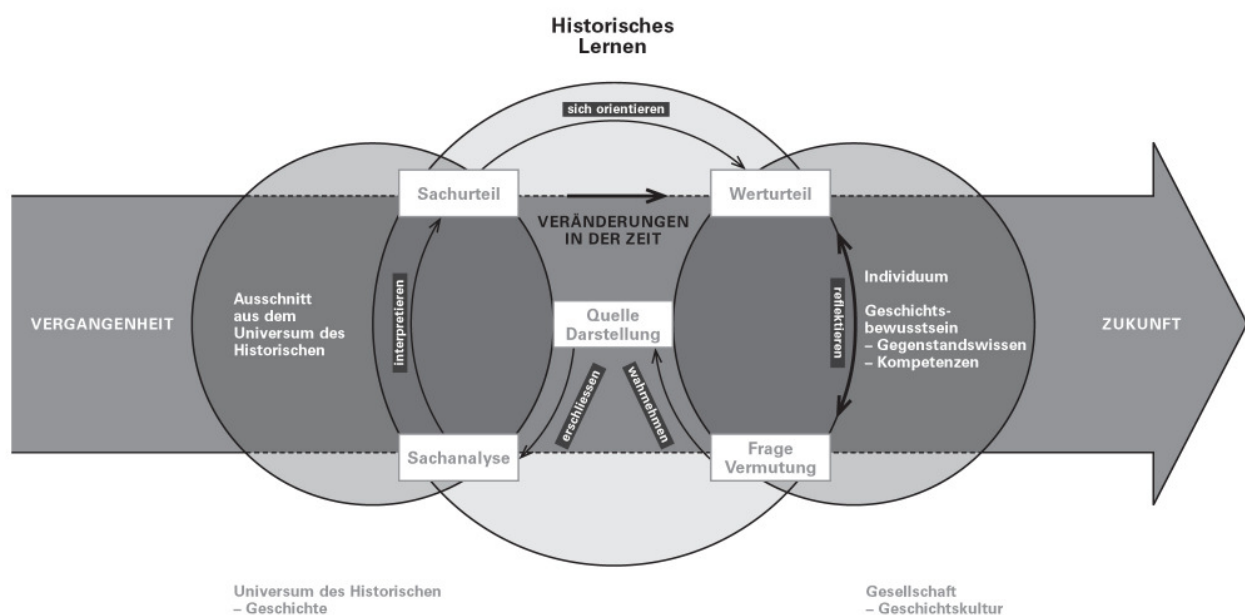 Historisches
Lernen
sich orientieren
Sachurteil
Werturteil
VERÄNDERUNGEN
IN DER ZEIT
VERGANGENHEIT
Ausschnitt
aus dem
Universum des
Historischen
interpretieren
Quelle
Darstellung
reflektieren
Individuum
Geschichts-
bewusstsein
– Gegenstandswissen
– Kompetenzen
ZUKUNFT
erschliessen
wahrnehmen
Sachanalyse
Frage
Vermutung
Universum des Historischen
– Geschichte
Gesellschaft
– Geschichtskultur